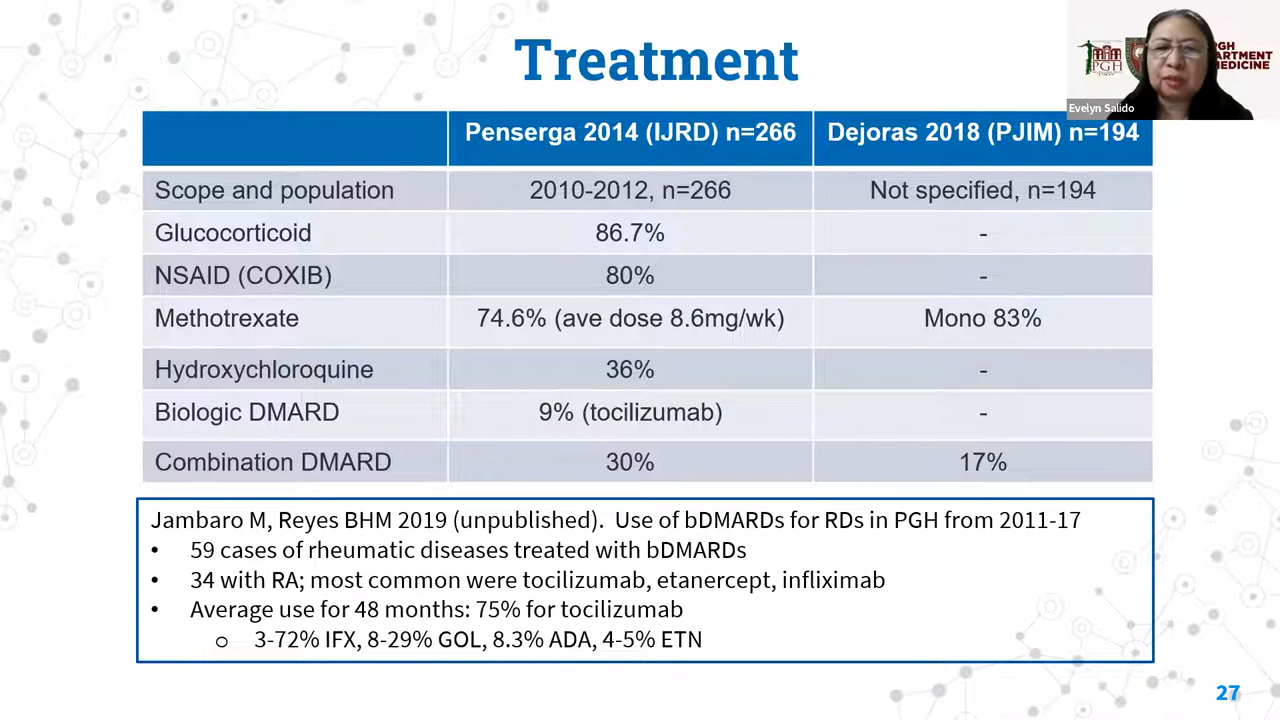 Treatment
PGH
PGH
DEPARTMENT
MEDICINE
Evelyn Salido
Penserga 2014 (IJRD) n=266 Dejoras 2018 (PJIM) n=194
Scope and population 2010-2012, n=266 Not specified, n=194
Glucocorticoid 86.7% -
NSAID (COXIB) 80% -
Methotrexate 74.6% (ave dose 8.6mg/wk) Mono 83%
Hydroxychloroquine 36% -
Biologic DMARD 9% (tocilizumab) -
Combination DMARD 30% 17%
Jambaro M, Reyes BHM 2019 (unpublished). Use of bDMARDs for RDs in PGH from 2011-17
• 59 cases of rheumatic diseases treated with bDMARDs
• 34 with RA; most common were tocilizumab, etanercept, infliximab
• Average use for 48 months: 75% for tocilizumab
o 3-72% IFX, 8-29% GOL, 8.3% ADA, 4-5% ETN
27